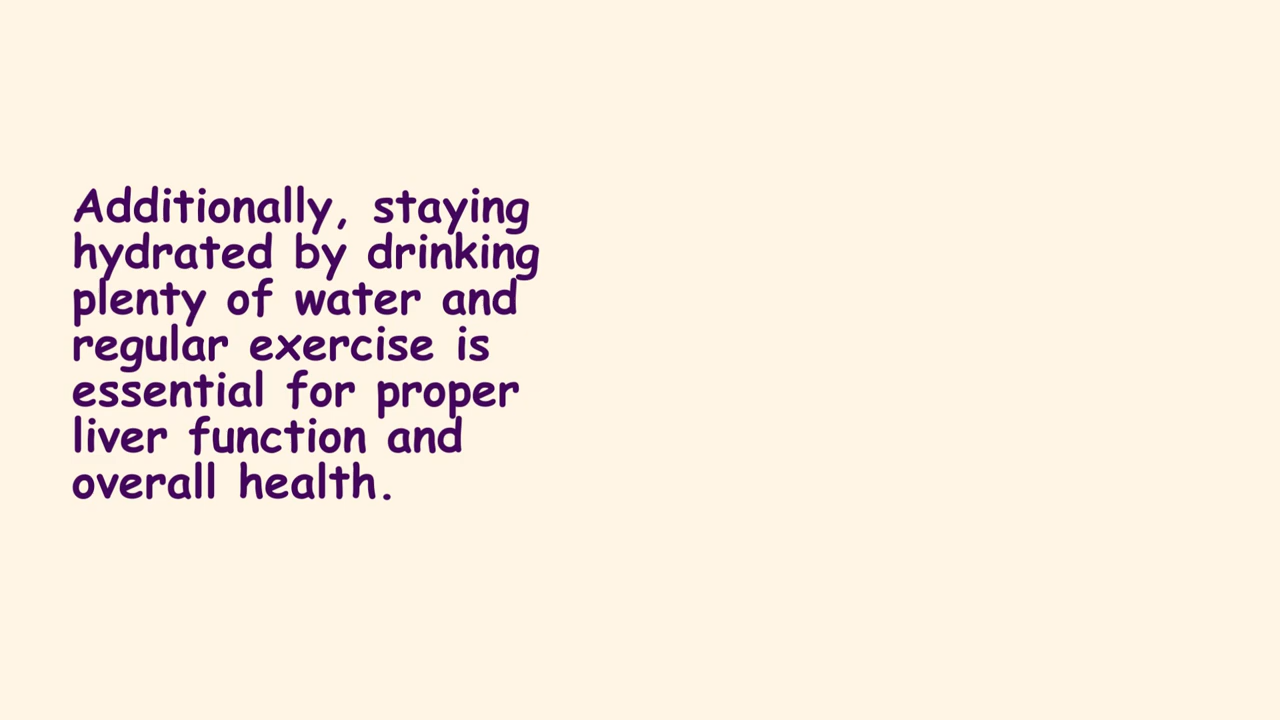 Additionally, staying
hydrated by drinking
plenty of water and
regular exercise is
essential for proper
liver function and
overall health.